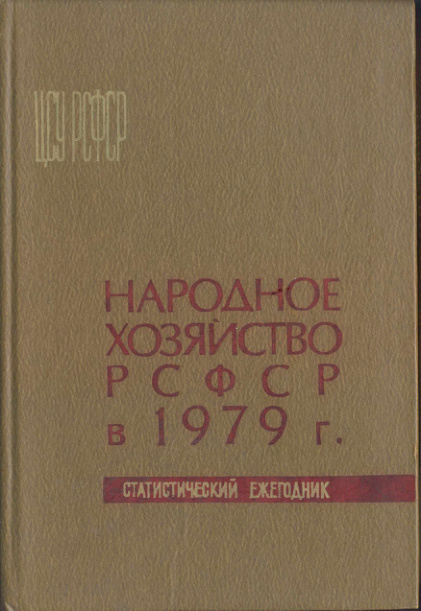 ЦСУ РСФСР
НАРОДНОЕ
ХОЗЯЙСТВО
РСФСР
в 1979 г.
СТАТИСТИЧЕСКИЙ ЕЖЕГОДНИК